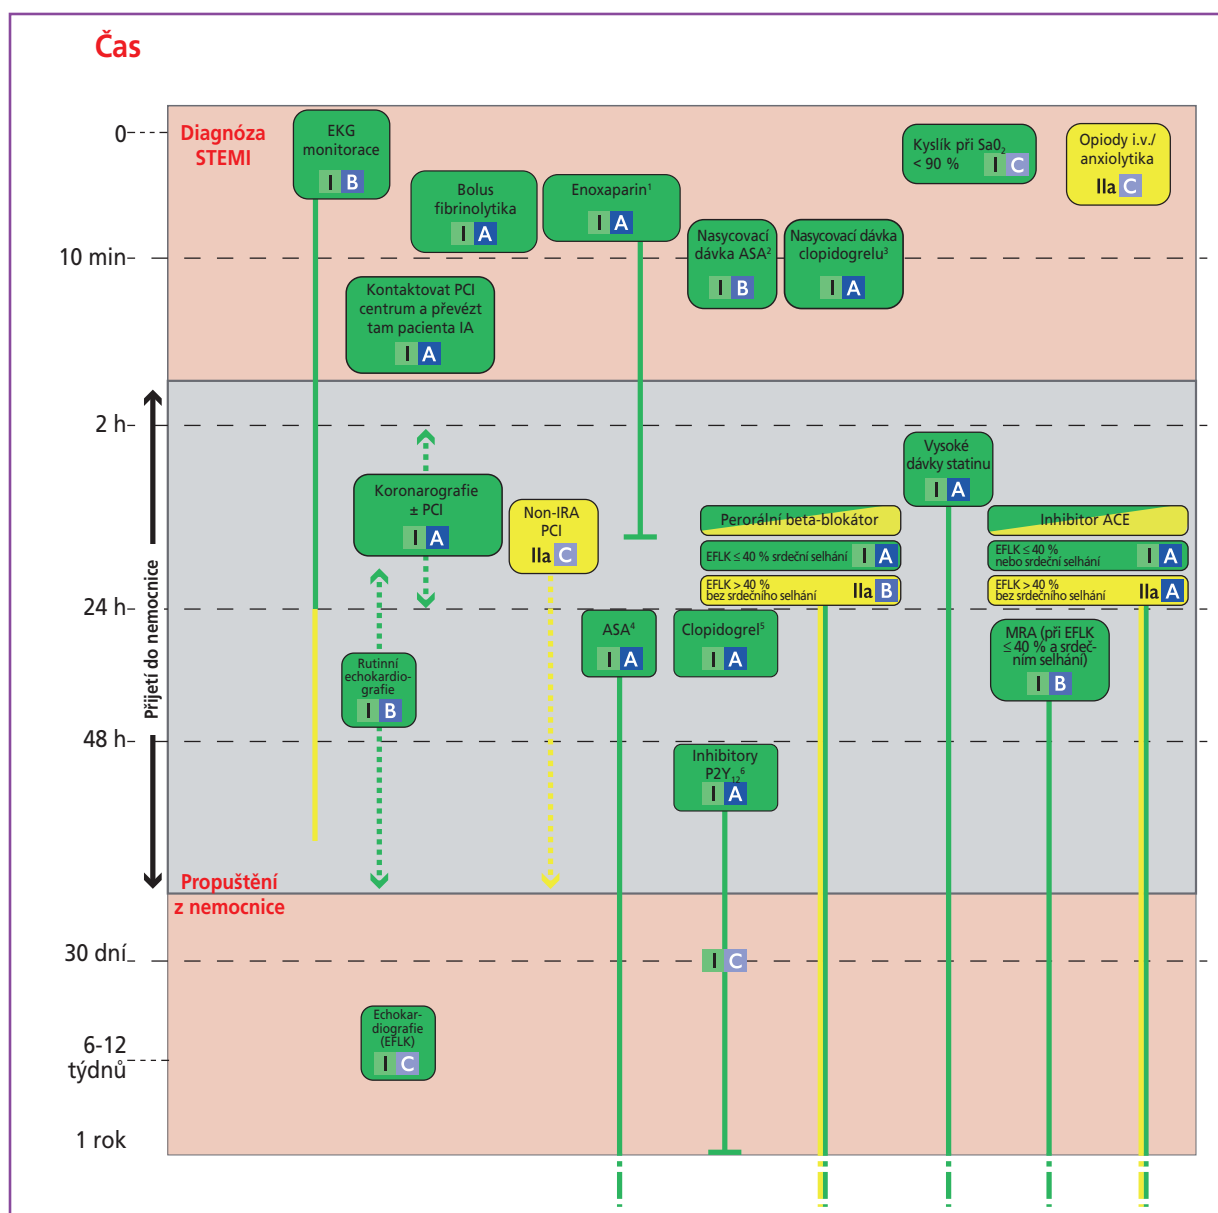 Čas
0
Diagnóza
STEMI
EKG
monitorace
I B
Bolus
fibrinolytika
I A
Enoxaparin¹
I A
Kyslík při Sa0₂
< 90 % I C
Opiody i.v./
anxiolytika
IIa C
Nasycovací
dávka ASA²
I B
Nasycovací dávka
clopidogrelu³
I A
10 min
Kontaktovat PCI
centrum a převézt
tam pacienta IA
I A
Přijetí do nemocnice
2 h
Koronarografie
± PCI
I A
Non-IRA
PCI
IIa C
Vysoké
dávky statinu
I A
Perorální beta-blokátor
EFLK ≤ 40 % srdeční selhání I A
EFLK > 40 %
bez srdečního selhání IIa B
Inhibitor ACE
EFLK ≤ 40 %
nebo srdeční selhání I A
EFLK > 40 %
bez srdečního selhání IIa A
24 h
Rutinní
echokardio-
grafie
I B
ASA⁴
I A
Clopidogrel⁵
I A
MRA (při EFLK
≤ 40 % a srdeč-
ním selhání)
I B
48 h
Inhibitory
P2Y₁₂⁶
I A
Propuštění
z nemocnice
30 dní
I C
6-12
týdnů
Echokar-
diografie
(EFLK)
I C
1 rok